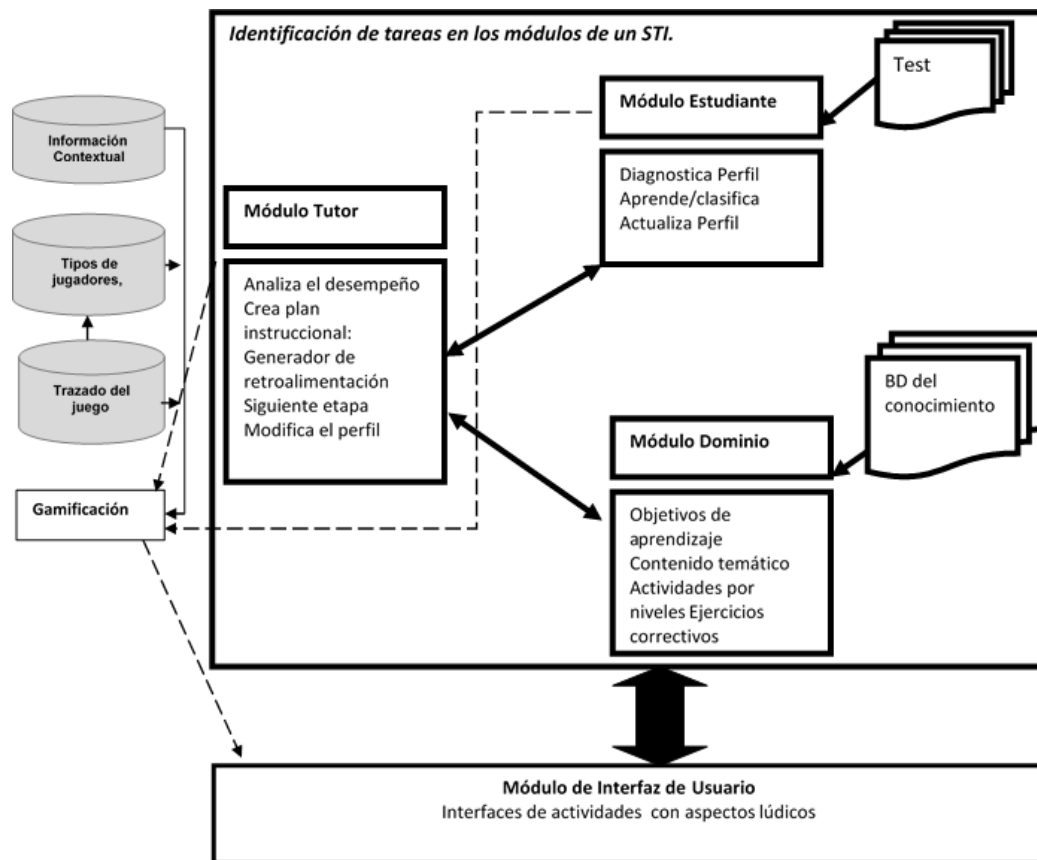 Identificación de tareas en los módulos de un STI.
Test
Módulo Estudiante
Diagnostica Perfil
Aprende/clasifica
Actualiza Perfil
Información
Contextual
Tipos de
jugadores,
Trazado del
juego
Gamificación
Módulo Tutor
Analiza el desempeño
Crea plan
instruccional:
Generador de
retroalimentación
Siguiente etapa
Modifica el perfil
BD del
conocimiento
Módulo Dominio
Objetivos de
aprendizaje
Contenido temático
Actividades por
niveles Ejercicios
correctivos
Módulo de Interfaz de Usuario
Interfaces de actividades con aspectos lúdicos